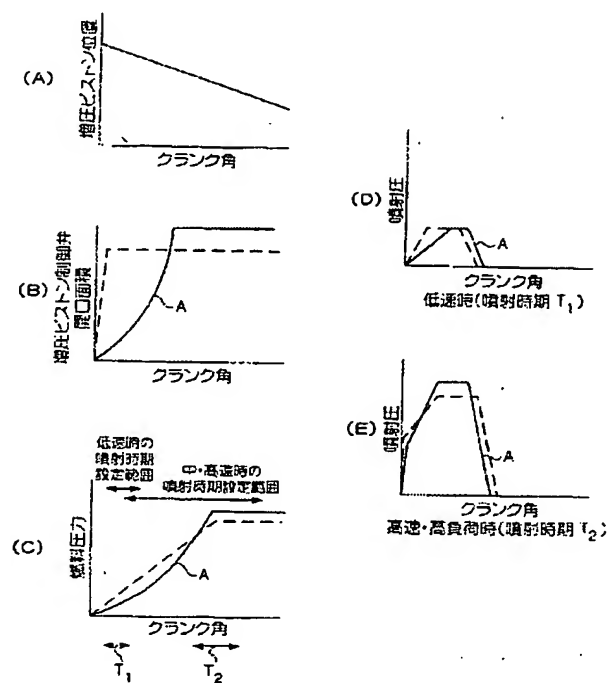 (A)
増圧ピストン位置
クランク角
(B)
増圧ピストン制御弁
開口面積
A
クランク角
低速時の
噴射時期
設定範囲
中・高速時の
噴射時期設定範囲
(C)
燃料圧力
A
クランク角
T1
T2
(D)
噴射圧
A
クランク角
低速時(噴射時期 T1)
(E)
噴射圧
A
クランク角
高速・高負荷時(噴射時期 T2)